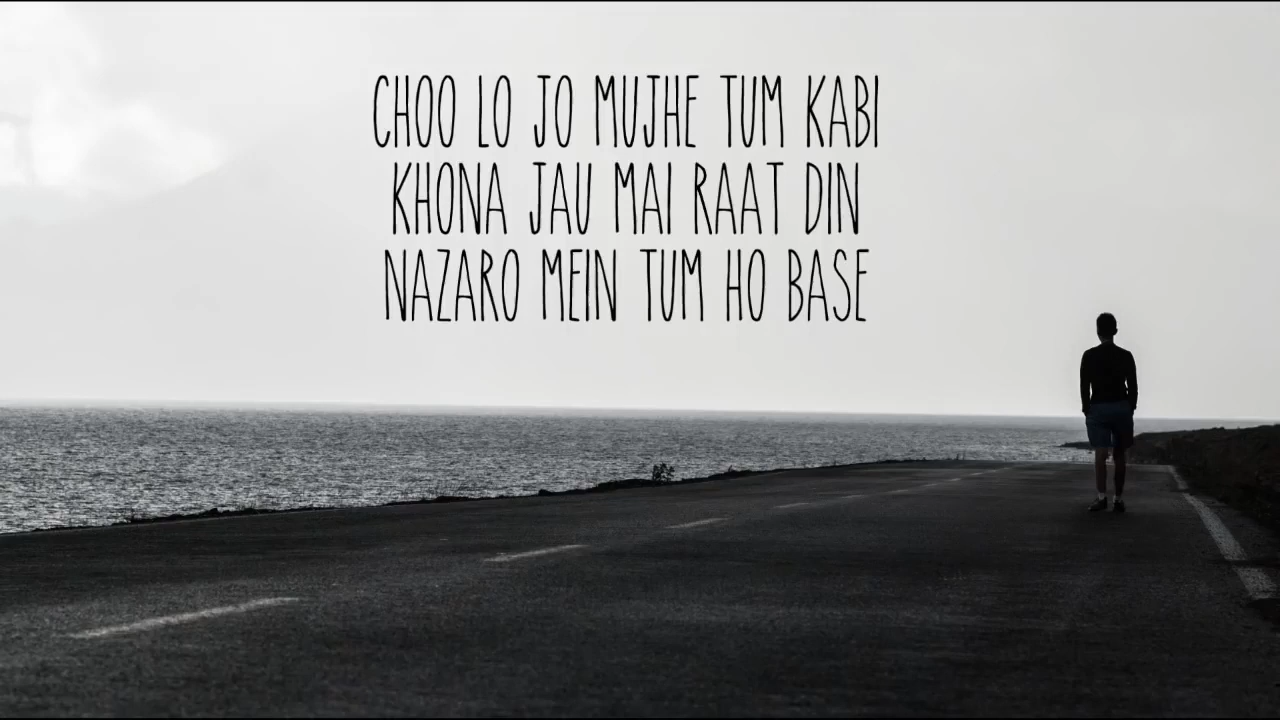 CHOO LO JO MUJHE TUM KABI
KHONA JAU MAI RAAT DIN
NAZARO MEIN TUM HO BASE